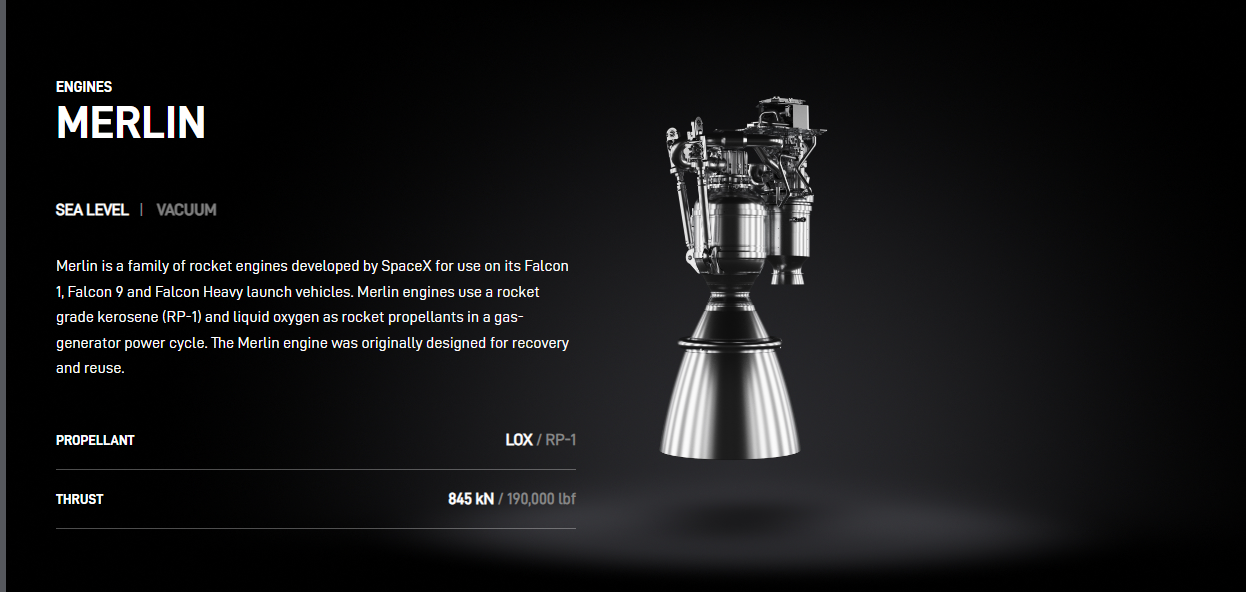 ENGINES
MERLIN
SEA LEVEL | VACUUM
Merlin is a family of rocket engines developed by SpaceX for use on its Falcon
1, Falcon 9 and Falcon Heavy launch vehicles. Merlin engines use a rocket
grade kerosene (RP-1) and liquid oxygen as rocket propellants in a gas-
generator power cycle. The Merlin engine was originally designed for recovery
and reuse.
PROPELLANT LOX / RP-1
THRUST 845 kN / 190,000 lbf